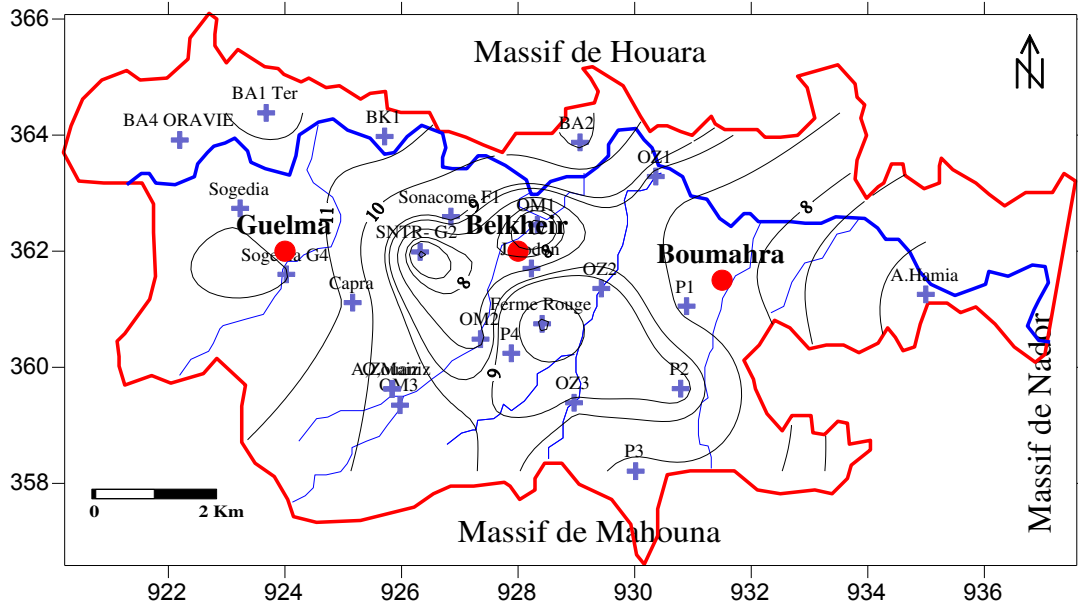 366
Massif de Houara
N
BA1 Ter
BA4 ORAVIE
BK1
BA2
364
OZ1
Sogedia
Sonacome F1
9
OM1
8
11
10
Guelma
SNTR- G2
Belkheir
362
8
Boumahra
Sogedia G4
OZ2
A.Hamia
Capra
8
P1
Ferme Rouge
OM2
P4
360
9
P2
OZ3
OM3
P3
358
0
2 Km
Massif de Mahouna
Massif de Nador
922
924
926
928
930
932
934
936